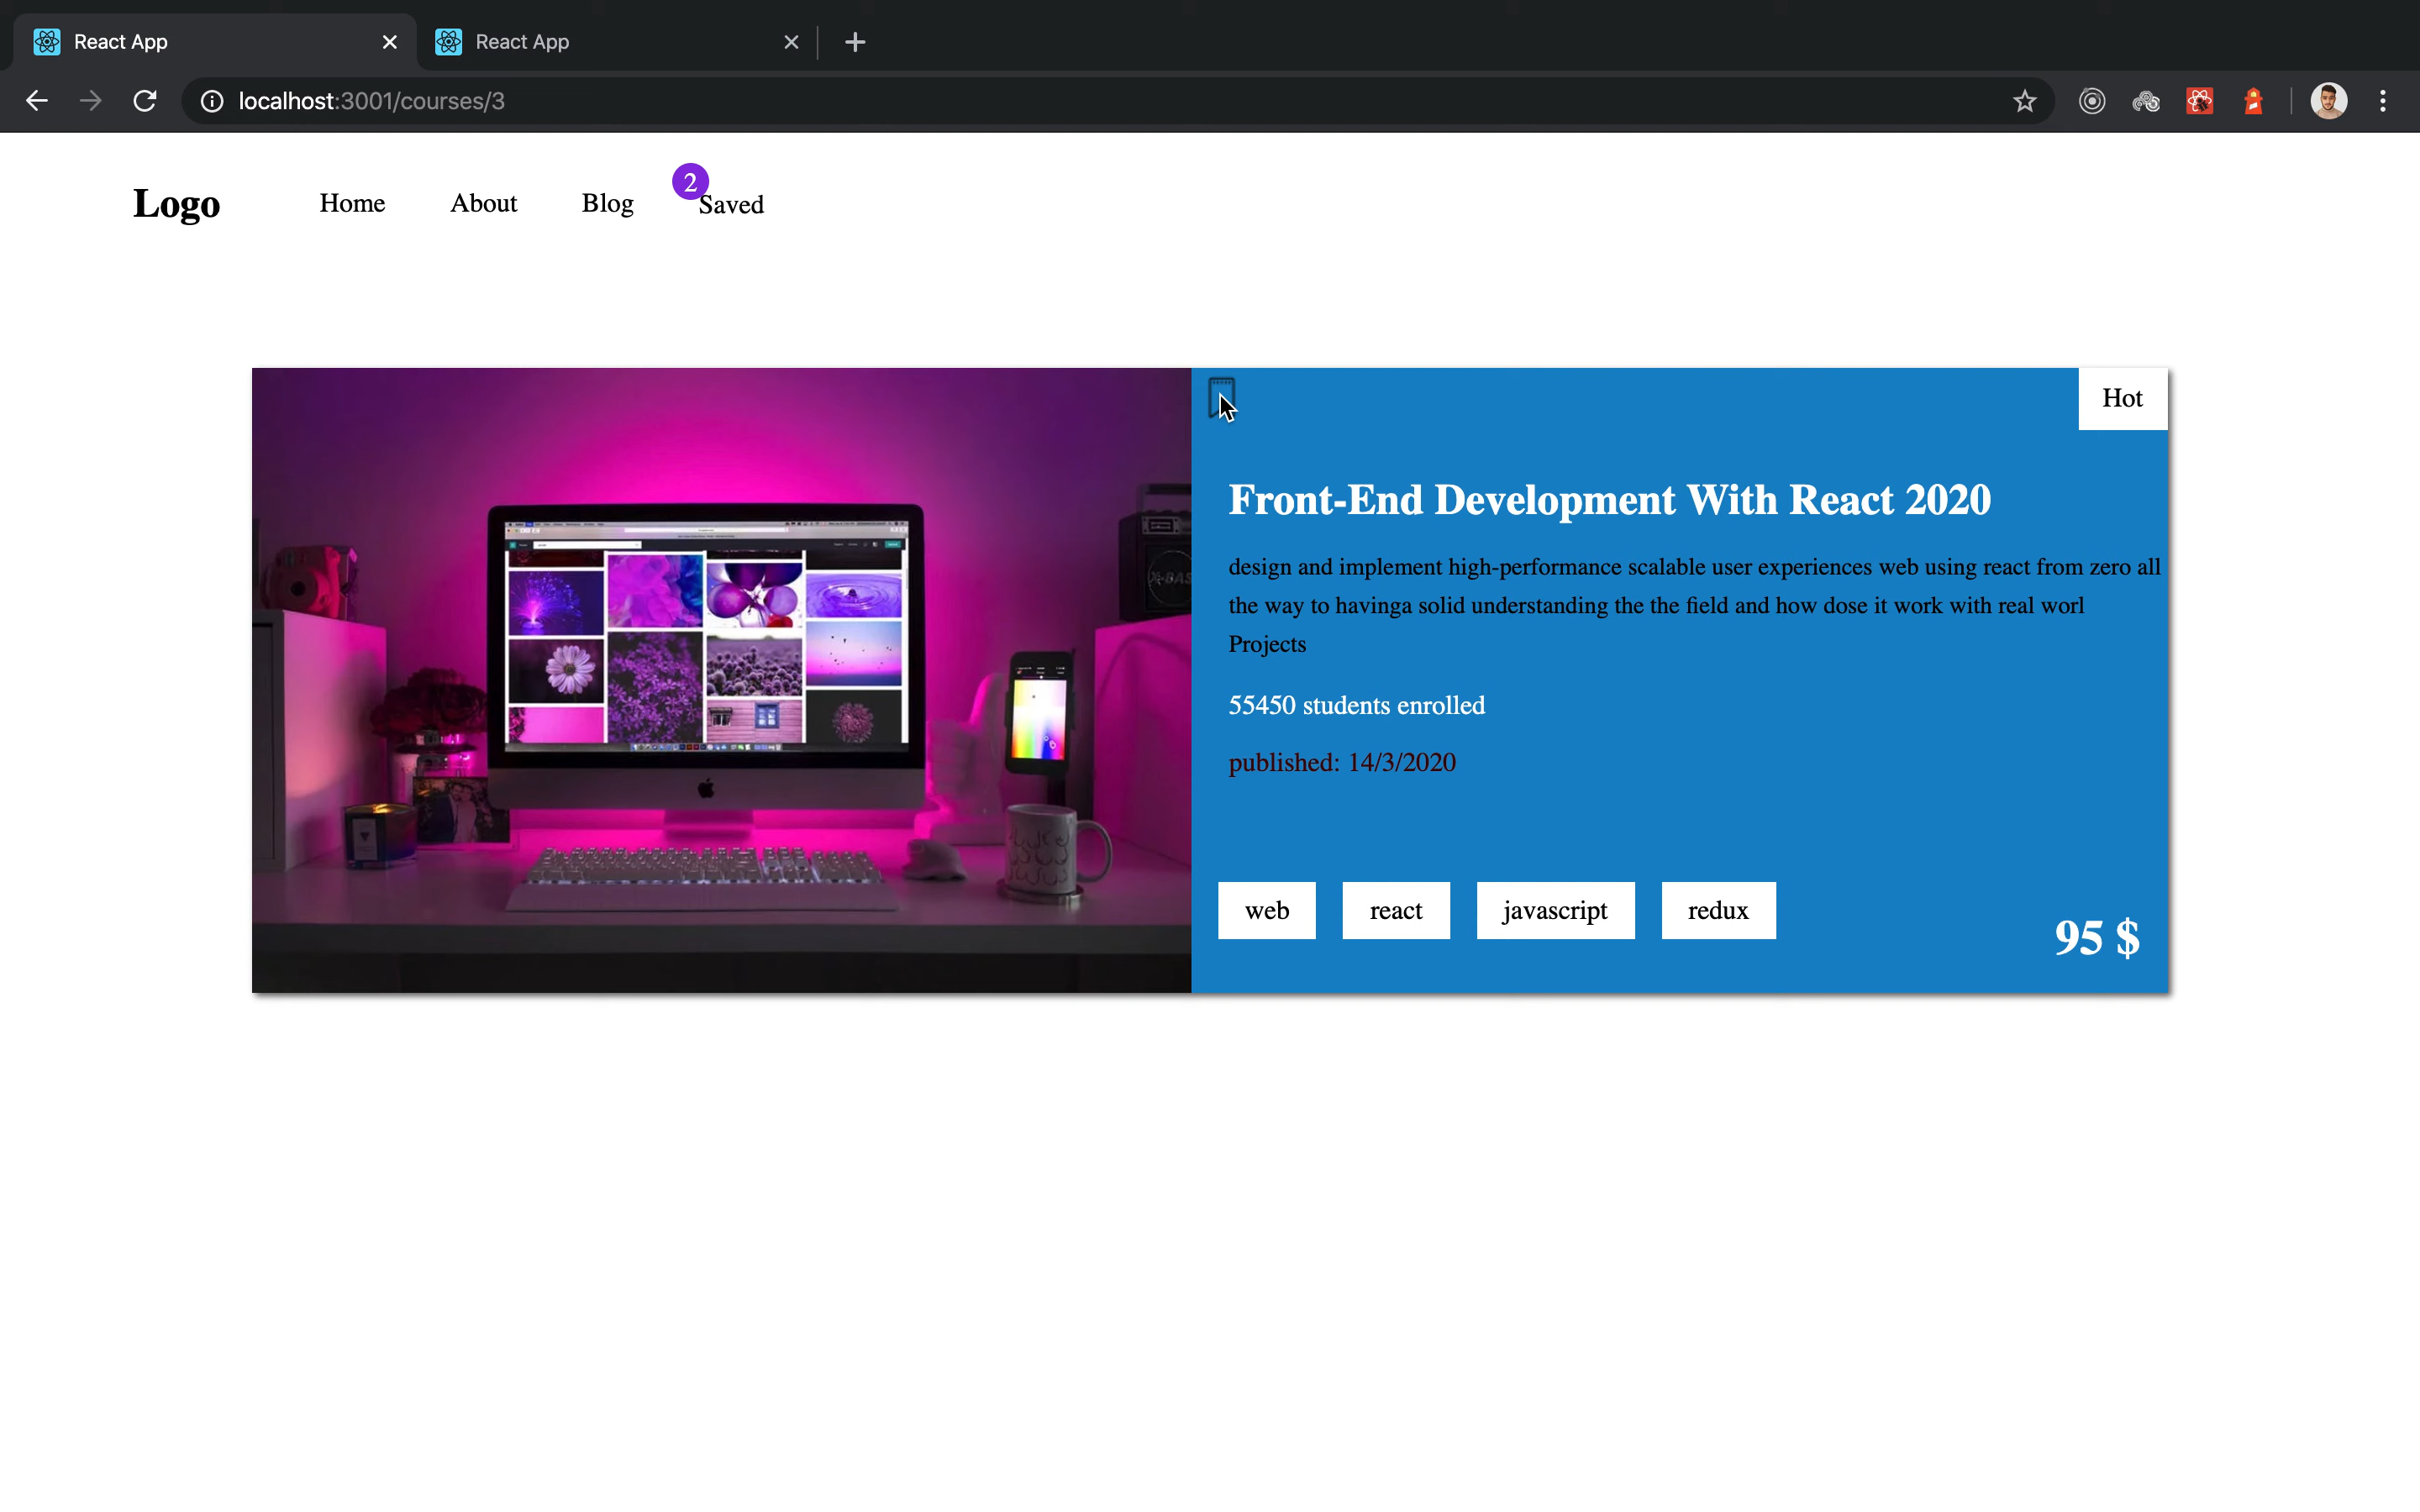 React App
React App
localhost:3001/courses/3
Logo
Home
About
Blog
2
Saved
Hot
Front-End Development With React 2020
design and implement high-performance scalable user experiences web using react from zero all
the way to havinga solid understanding the the field and how dose it work with real worl
Projects
55450 students enrolled
published: 14/3/2020
web
react
javascript
redux
95 $